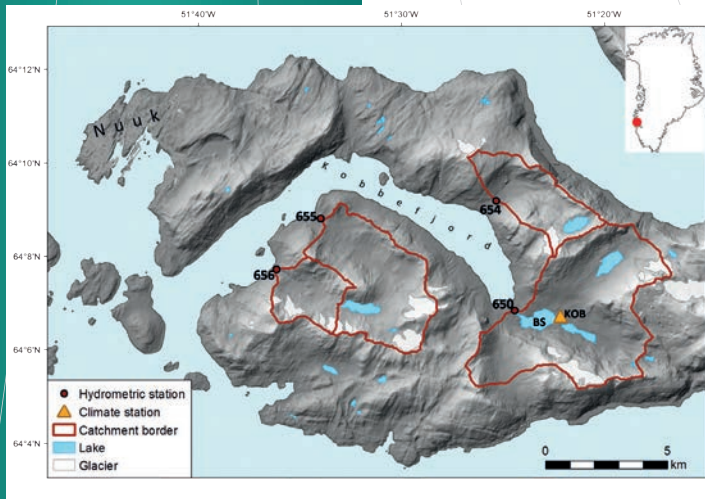 51°40'W
51°30'W
51°20'W
64°12'N
64°10'N
64°8'N
64°6'N
64°4'N
Nuuk
Kobbefjord
654
655
656
650
BS
KOB
Hydrometric station
Climate station
Catchment border
Lake
Glacier
0
5
km